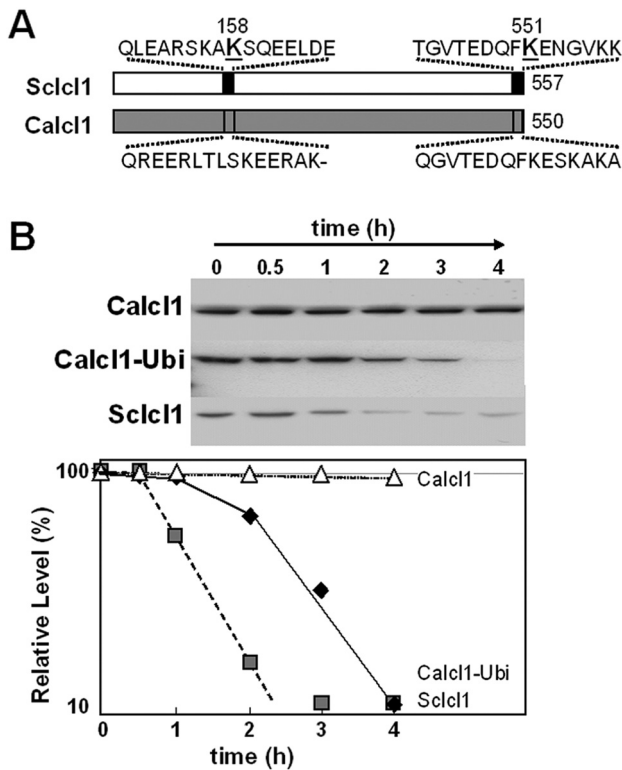 A
158 551
QLEARSKAKSQEELDE TGVTEDQFKENGVKK
ScIcl1 557
CaIcl1 550
QREERLTLSKEERAK- QGVTEDQFKESKAKA
B
time (h)
0 0.5 1 2 3 4
CaIcl1
CaIcl1-Ubi
ScIcl1
100
CaIcl1
Relative Level (%)
CaIcl1-Ubi
ScIcl1
10
0 1 2 3 4
time (h)